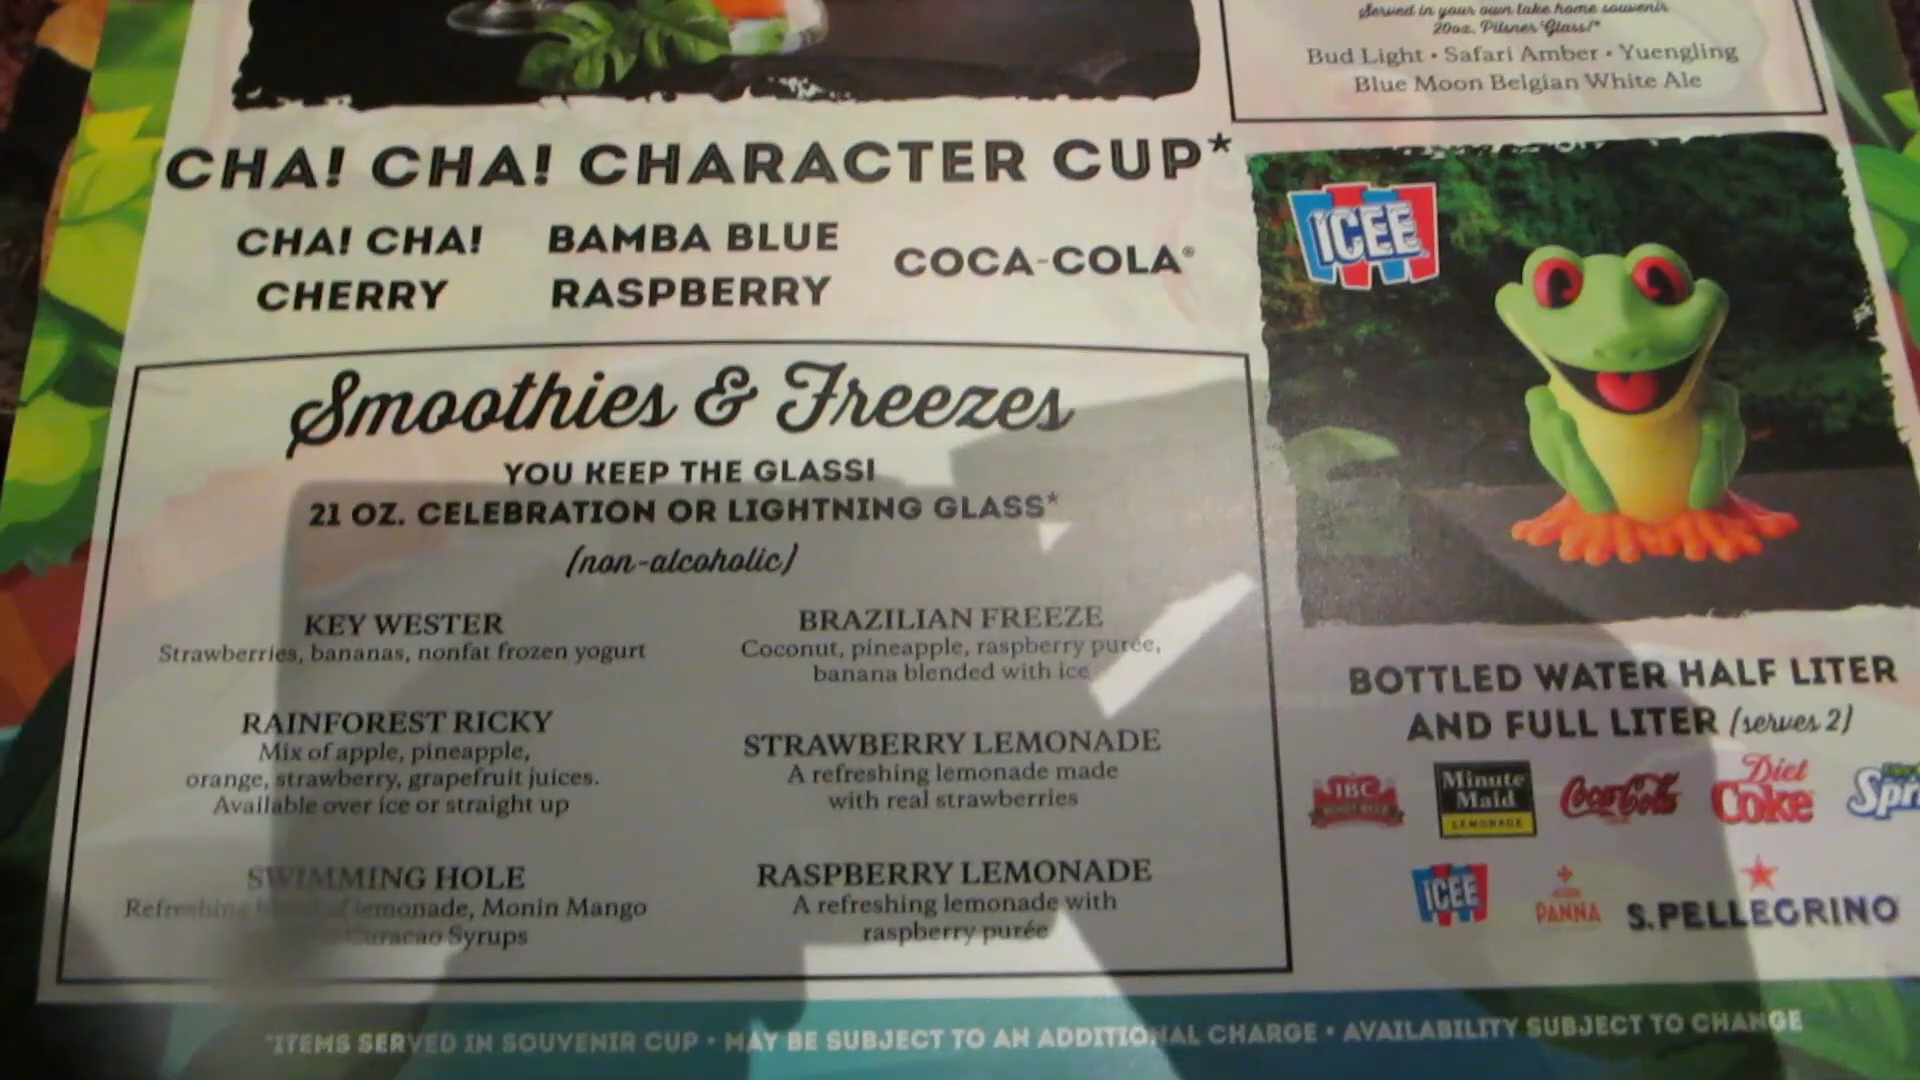 Served in your own take home souvenir
20oz. Pilsner Glass!*
Bud Light • Safari Amber • Yuengling
Blue Moon Belgian White Ale
CHA! CHA! CHARACTER CUP*
CHA! CHA!
CHERRY
BAMBA BLUE
RASPBERRY
COCA-COLA®
ICEE
Smoothies & Freezes
YOU KEEP THE GLASS!
21 OZ. CELEBRATION OR LIGHTNING GLASS*
(non-alcoholic)
KEY WESTER
Strawberries, bananas, nonfat frozen yogurt
RAINFOREST RICKY
Mix of apple, pineapple,
orange, strawberry, grapefruit juices.
Available over ice or straight up
SWIMMING HOLE
Refreshing of lemonade, Monin Mango
Curacao Syrups
BRAZILIAN FREEZE
Coconut, pineapple, raspberry purée,
banana blended with ice
STRAWBERRY LEMONADE
A refreshing lemonade made
with real strawberries
RASPBERRY LEMONADE
A refreshing lemonade with
raspberry purée
BOTTLED WATER HALF LITER
AND FULL LITER (serves 2)
IBC
ROOT BEER
Minute
Maid
LEMONADE
Coca-Cola
Diet
Coke
Spri
ICEE
PANNA
S.PELLEGRINO
*ITEMS SERVED IN SOUVENIR CUP • MAY BE SUBJECT TO AN ADDITIONAL CHARGE • AVAILABILITY SUBJECT TO CHANGE